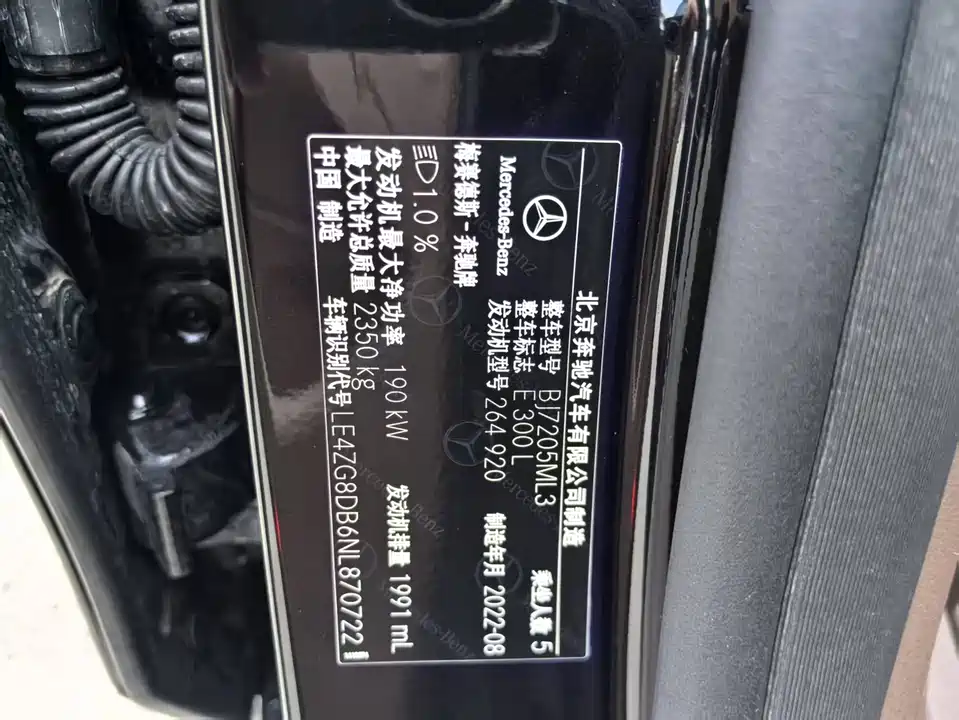 北京奔驰汽车有限公司制造
Mercedes-Benz
整车型号 BJ7205ML3 乘坐人数 5
整车标志 E 300 L
梅赛德斯-奔驰牌 发动机型号 264 920 制造年月 2022-08
1.0 %
发动机最大净功率 190 kW 发动机排量 1991 mL
最大允许总质量 2350 kg
中国 制造 车辆识别代号 LE4ZG8DB6NL870722